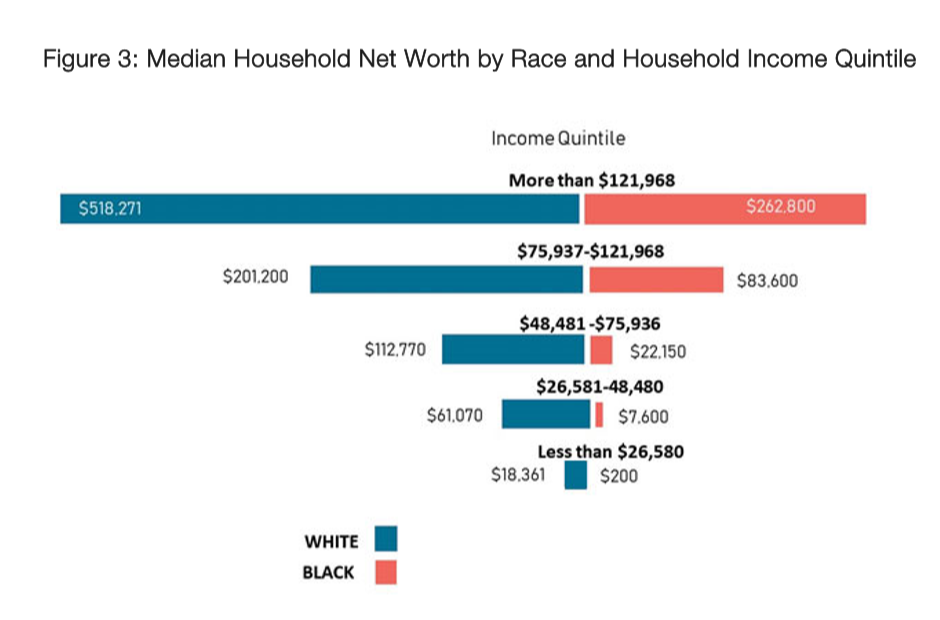 Figure 3: Median Household Net Worth by Race and Household Income Quintile
Income Quintile
More than $121,968
$518,271 $262,800
$75,937-$121,968
$201,200 $83,600
$48,481 -$75,936
$112,770 $22,150
$26,581-48,480
$61,070 $7,600
Less than $26,580
$18,361 $200
WHITE
BLACK